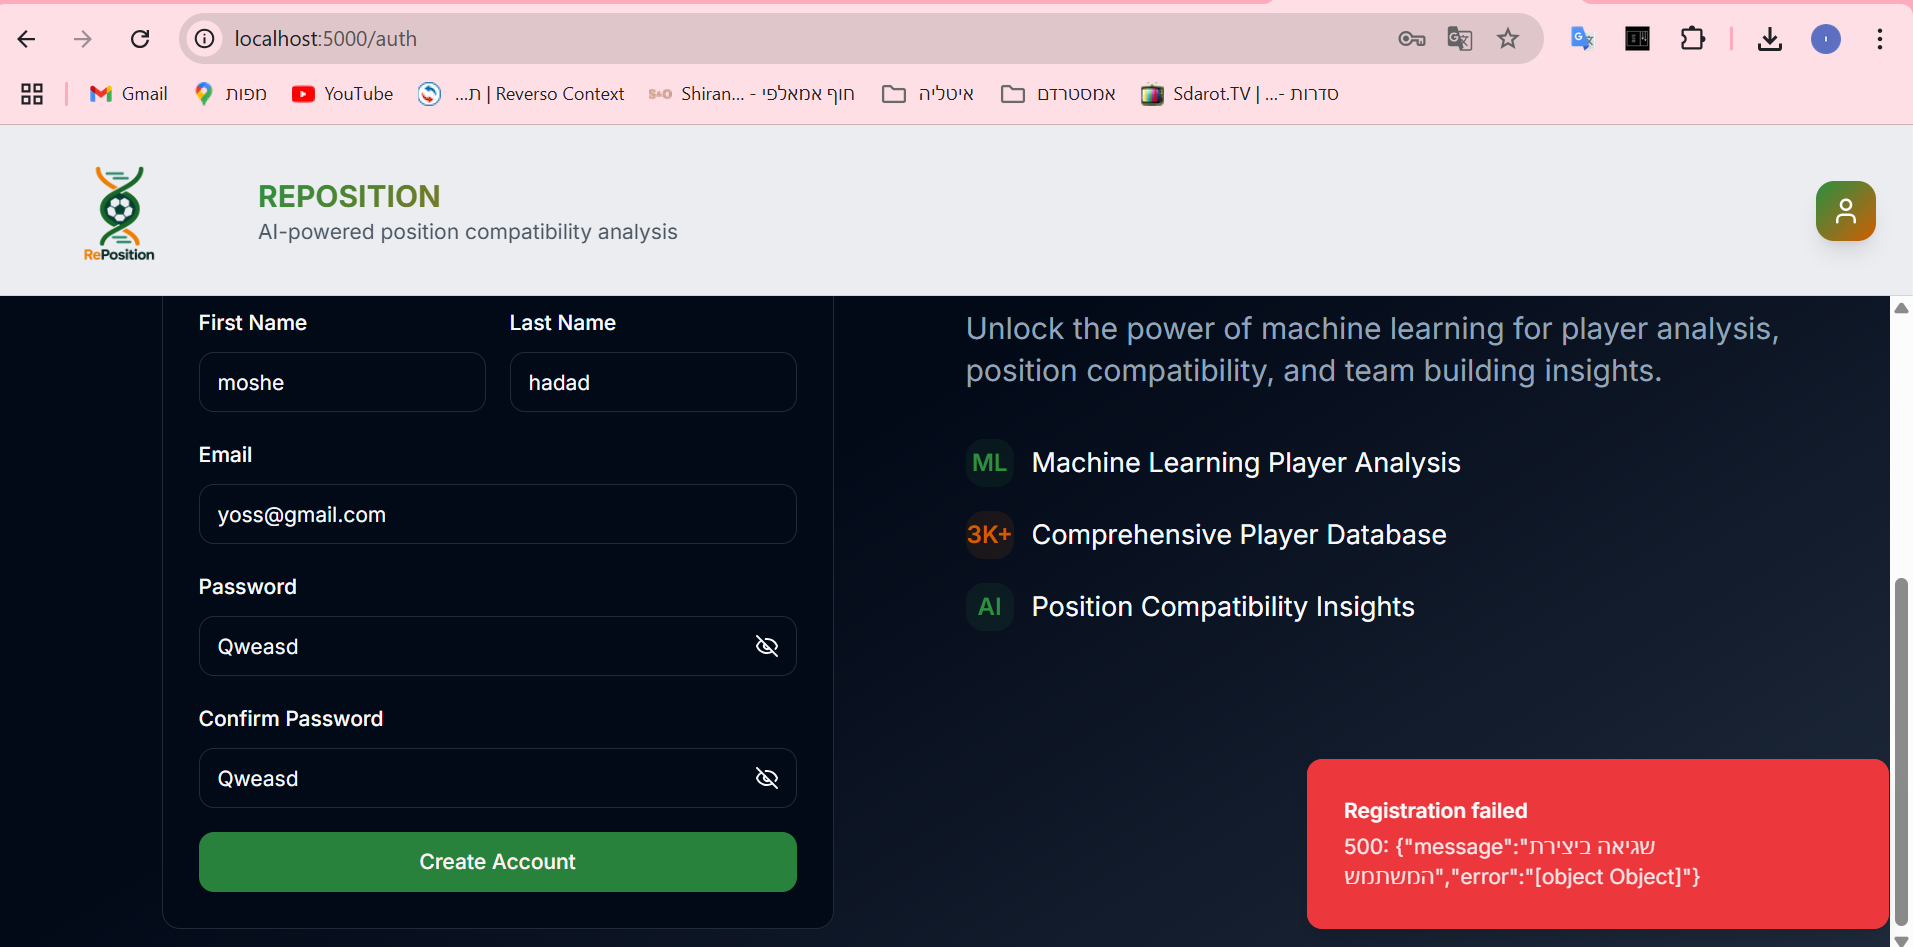 localhost:5000/auth
Gmail
מפות
YouTube
ת... | Reverso Context
Shiran... - חוף אמאלפי
איטליה
אמסטרדם
Sdarot.TV | ...- סדרות
RePosition
REPOSITION
AI-powered position compatibility analysis
First Name
Last Name
moshe
hadad
Email
yoss@gmail.com
Password
Qweasd
Confirm Password
Qweasd
Create Account
Unlock the power of machine learning for player analysis,
position compatibility, and team building insights.
ML Machine Learning Player Analysis
3K+ Comprehensive Player Database
AI Position Compatibility Insights
Registration failed
500: {"message":"שגיאה ביצירת
המשתמש","error":"[object Object]"}